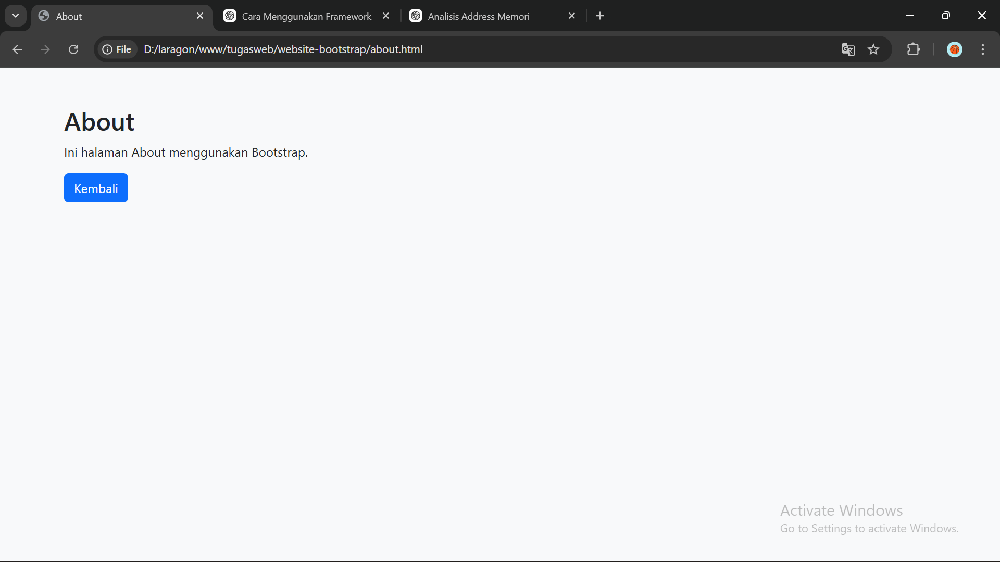 About
Cara Menggunakan Framework
Analisis Address Memori
File
D:/laragon/www/tugasweb/website-bootstrap/about.html
About
Ini halaman About menggunakan Bootstrap.
Kembali
Activate Windows
Go to Settings to activate Windows.